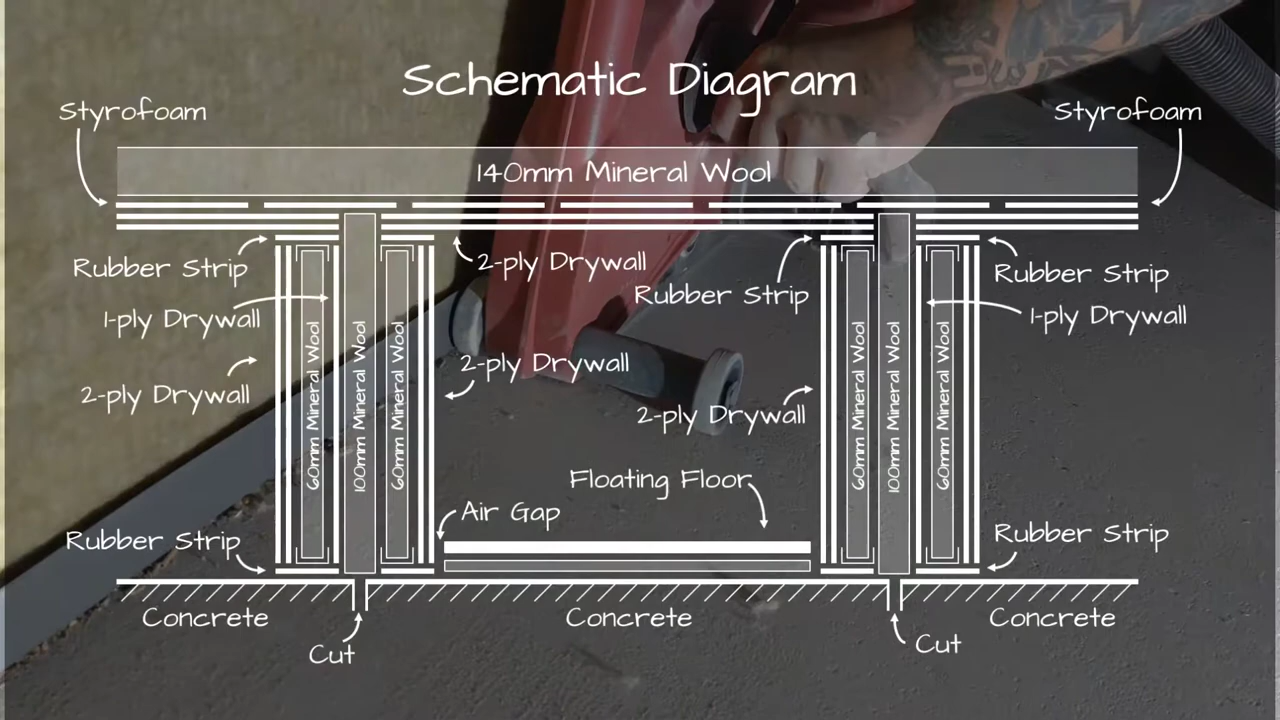 Schematic Diagram
Styrofoam
Styrofoam
140mm Mineral Wool
2-ply Drywall
Rubber Strip
Rubber Strip
Rubber Strip
1-ply Drywall
1-ply Drywall
2-ply Drywall
2-ply Drywall
2-ply Drywall
60mm Mineral Wool
100mm Mineral Wool
60mm Mineral Wool
60mm Mineral Wool
100mm Mineral Wool
60mm Mineral Wool
Floating Floor
Air Gap
Rubber Strip
Rubber Strip
Concrete
Concrete
Concrete
Cut
Cut